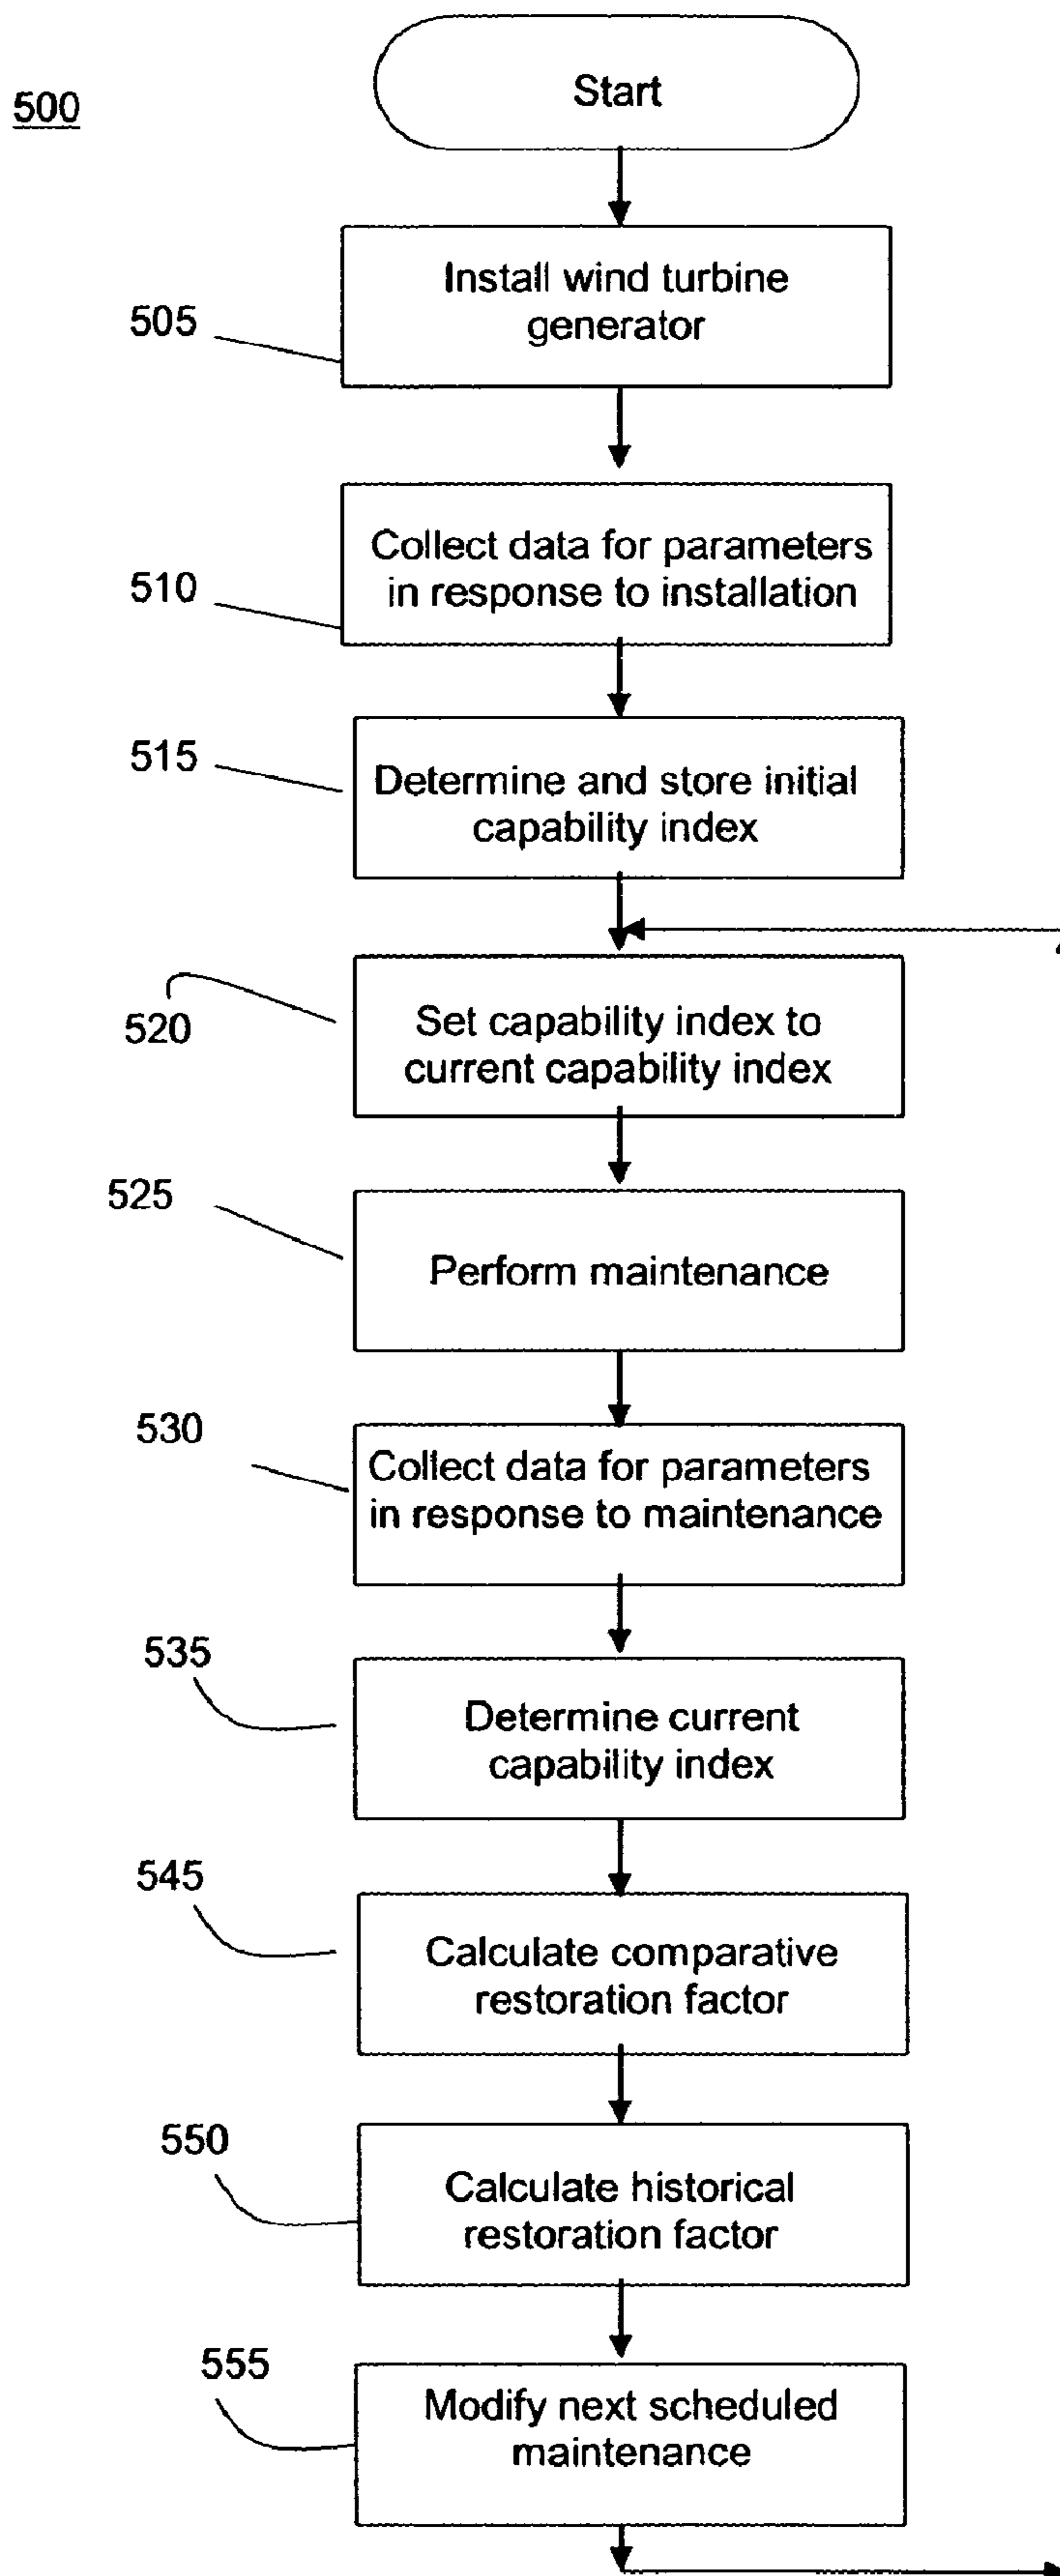 500
Start
505
Install wind turbine
generator
510
Collect data for parameters
in response to installation
515
Determine and store initial
capability index
520
Set capability index to
current capability index
525
Perform maintenance
530
Collect data for parameters
in response to maintenance
535
Determine current
capability index
545
Calculate comparative
restoration factor
550
Calculate historical
restoration factor
555
Modify next scheduled
maintenance